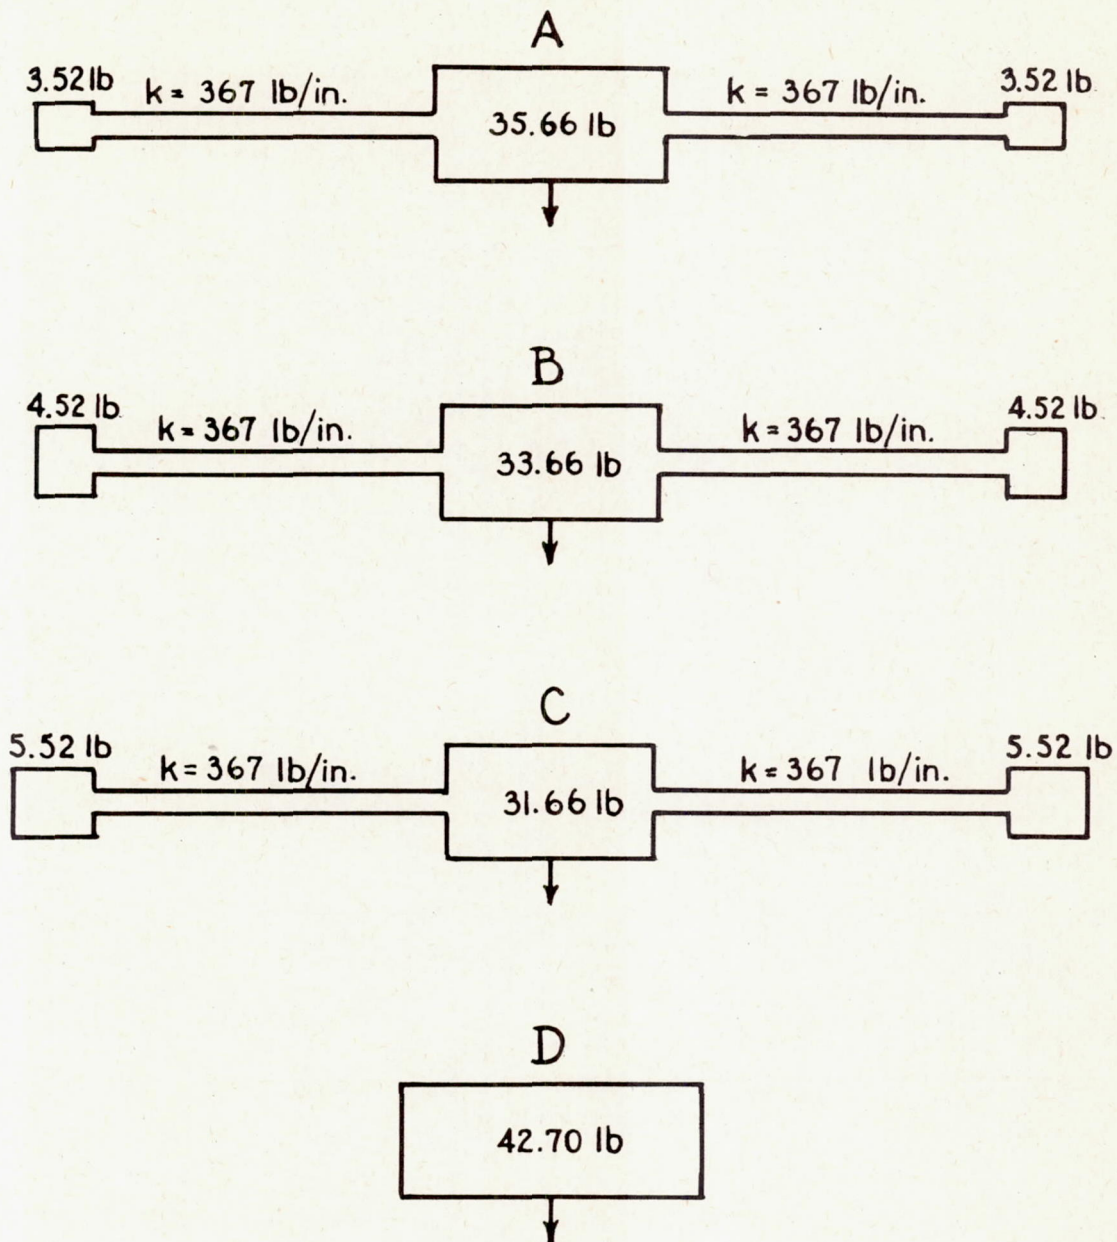 A
3.52 lb k = 367 lb/in. k = 367 lb/in. 3.52 lb
35.66 lb
B
4.52 lb k = 367 lb/in. k = 367 lb/in. 4.52 lb
33.66 lb
C
5.52 lb k = 367 lb/in. k = 367 lb/in. 5.52 lb
31.66 lb
D
42.70 lb